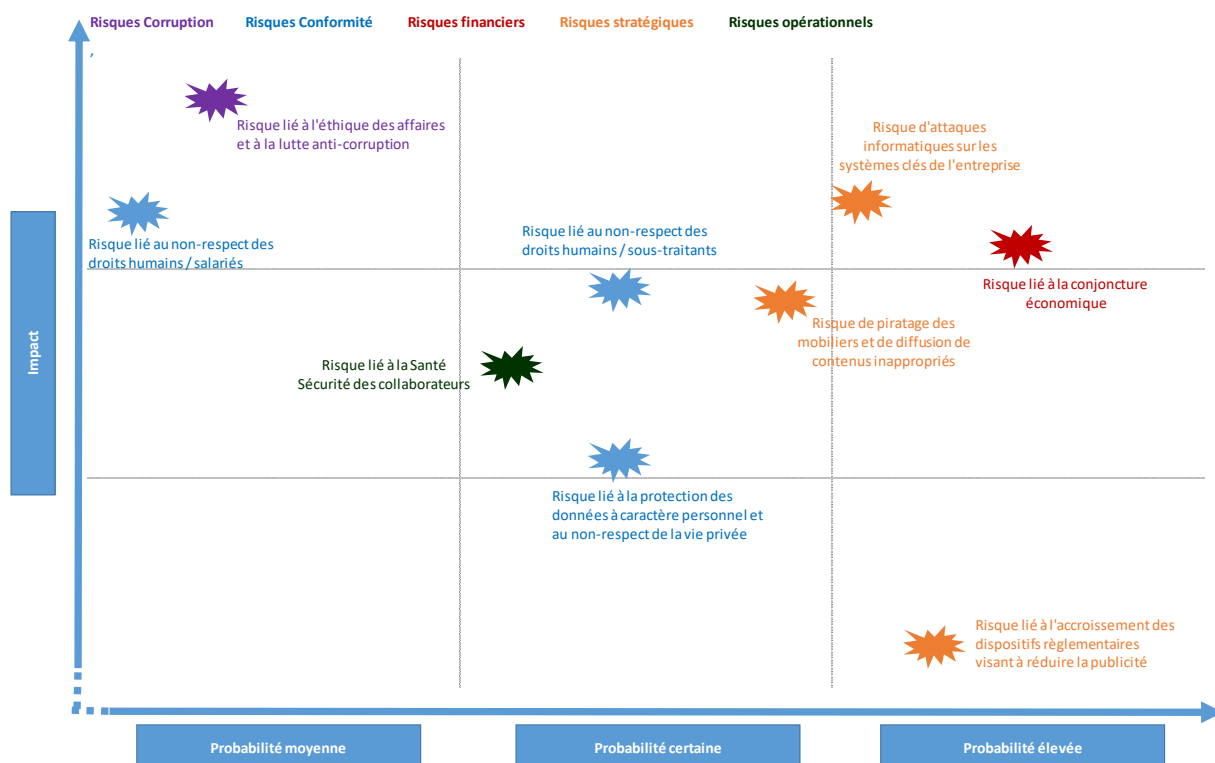 Risques Corruption
Risques Conformité
Risques financiers
Risques stratégiques
Risques opérationnels
,
Risque lié à l'éthique des affaires
et à la lutte anti-corruption
Risque d'attaques
informatiques sur les
systèmes clés de l'entreprise
Risque lié au non-respect des
droits humains / salariés
Risque lié au non-respect des
droits humains / sous-traitants
Risque lié à la conjoncture
économique
Risque de piratage des
mobiliers et de diffusion de
contenus inappropriés
Impact
Risque lié à la Santé
Sécurité des collaborateurs
Risque lié à la protection des
données à caractère personnel et
au non-respect de la vie privée
Risque lié à l'accroissement des
dispositifs règlementaires
visant à réduire la publicité
Probabilité moyenne
Probabilité certaine
Probabilité élevée